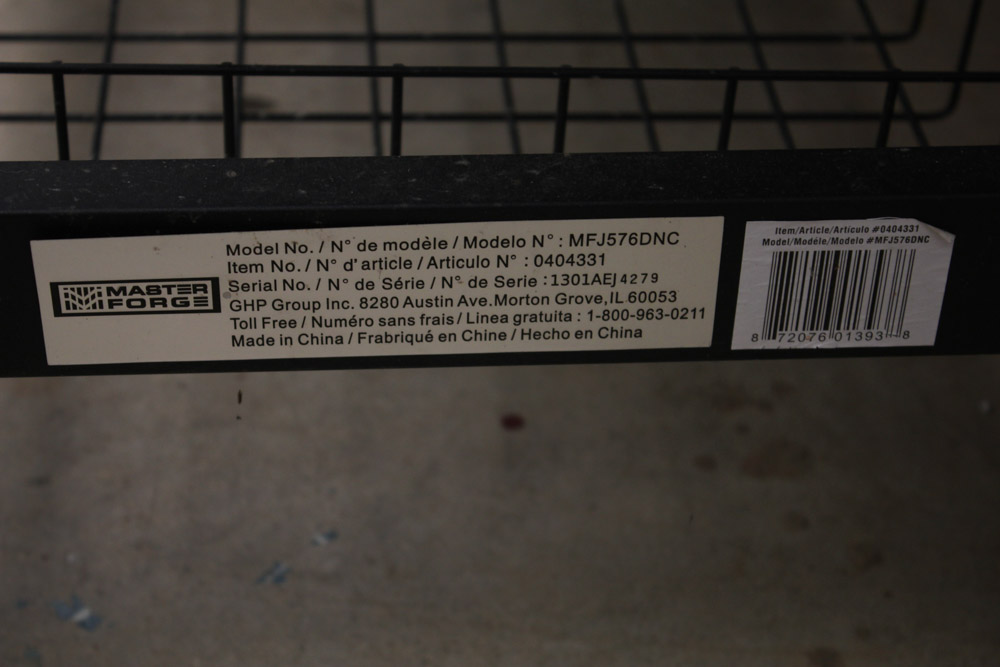 MASTER
FORGE
Model No. / N° de modèle / Modelo N° : MFJ576DNC
Item No. / N° d'article / Articulo N° : 0404331
Serial No. / N° de Série / N° de Serie : 1301AEJ4279
GHP Group Inc. 8280 Austin Ave.Morton Grove,IL 60053
Toll Free / Numéro sans frais / Linea gratuita : 1-800-963-0211
Made in China / Frabriqué en Chine / Hecho en China
Item/Article/Artículo #0404331
Model/Modèle/Modelo #MFJ576DNC
8 72076 01393 8